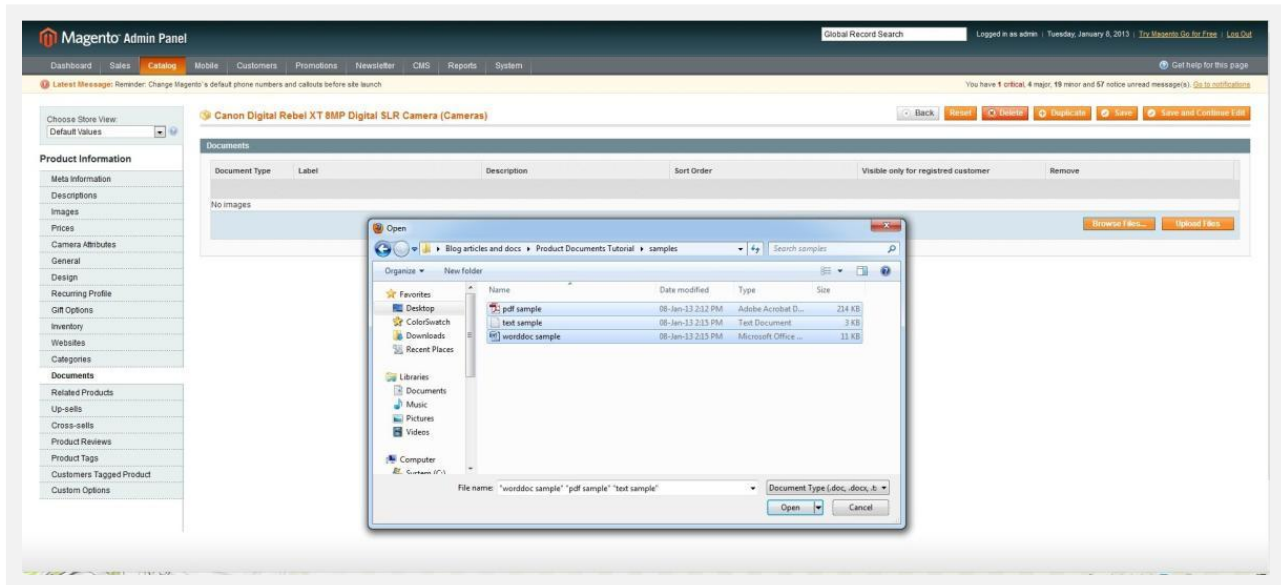 Magento Admin Panel
Global Record Search
Logged in as admin | Tuesday, January 8, 2013 | Try Magento Go for Free | Log Out
Dashboard Sales Catalog Mobile Customers Promotions Newsletter CMS Reports System
Get help for this page
Latest Message: Reminder: Change Magento`s default phone numbers and callouts before site launch
You have 1 critical, 4 major, 19 minor and 57 notice unread message(s). Go to notifications
Choose Store View:
Default Values
Canon Digital Rebel XT 8MP Digital SLR Camera (Cameras)
Back Reset Delete Duplicate Save Save and Continue Edit
Product Information
Meta Information
Descriptions
Images
Prices
Camera Attributes
General
Design
Recurring Profile
Gift Options
Inventory
Websites
Categories
Documents
Related Products
Up-sells
Cross-sells
Product Reviews
Product Tags
Customers Tagged Product
Custom Options
Documents
Document Type Label Description Sort Order Visible only for registred customer Remove
No images
Browse Files... Upload Files
Open
Blog articles and docs Product Documents Tutorial samples
Search samples
Organize New folder
Favorites
Desktop
ColorSwatch
Downloads
Recent Places
Libraries
Documents
Music
Pictures
Videos
Computer
System (C:)
Name Date modified Type Size
pdf sample 08-Jan-13 2:12 PM Adobe Acrobat D... 214 KB
text sample 08-Jan-13 2:15 PM Text Document 3 KB
worddoc sample 08-Jan-13 2:15 PM Microsoft Office ... 11 KB
File name: "worddoc sample" "pdf sample" "text sample"
Document Type (.doc, .docx, .t
Open Cancel